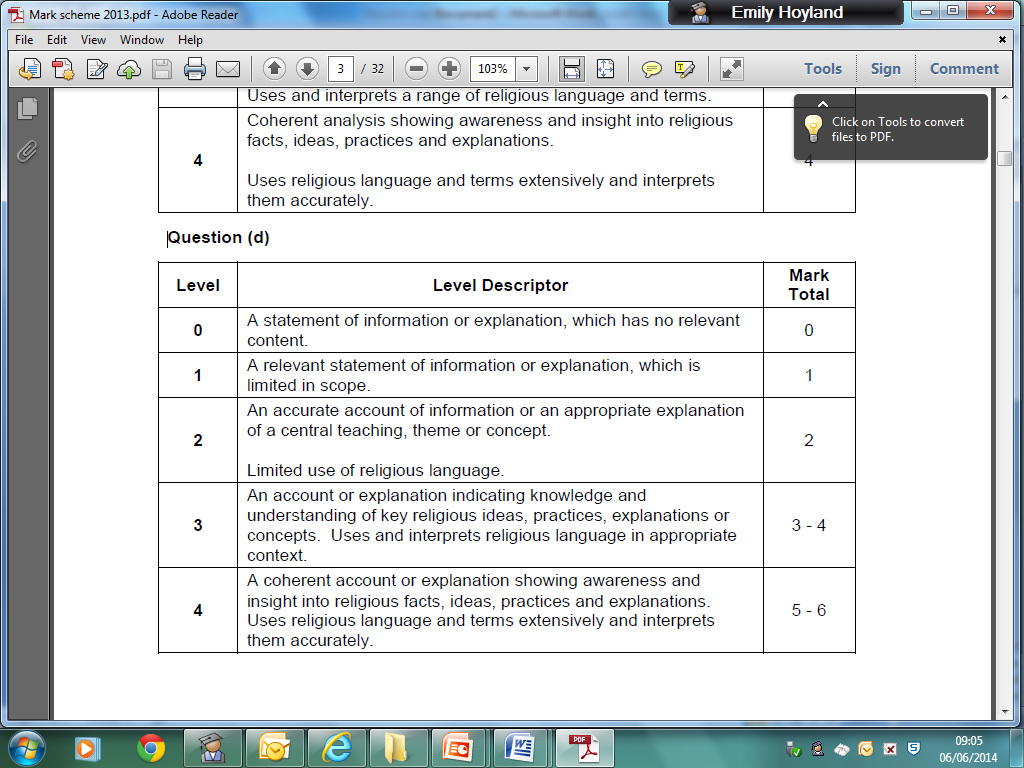 Mark scheme 2013.pdf - Adobe Reader
Emily Hoyland
File Edit View Window Help
3 / 32
103%
Tools Sign Comment
Click on Tools to convert
files to PDF.
Uses and interprets a range of religious language and terms.
4
Coherent analysis showing awareness and insight into religious
facts, ideas, practices and explanations.
Uses religious language and terms extensively and interprets
them accurately.
4
Question (d)
Level
Level Descriptor
Mark
Total
0
A statement of information or explanation, which has no relevant
content.
0
1
A relevant statement of information or explanation, which is
limited in scope.
1
2
An accurate account of information or an appropriate explanation
of a central teaching, theme or concept.
Limited use of religious language.
2
3
An account or explanation indicating knowledge and
understanding of key religious ideas, practices, explanations or
concepts. Uses and interprets religious language in appropriate
context.
3 - 4
4
A coherent account or explanation showing awareness and
insight into religious facts, ideas, practices and explanations.
Uses religious language and terms extensively and interprets
them accurately.
5 - 6
PDF
09:05
06/06/2014